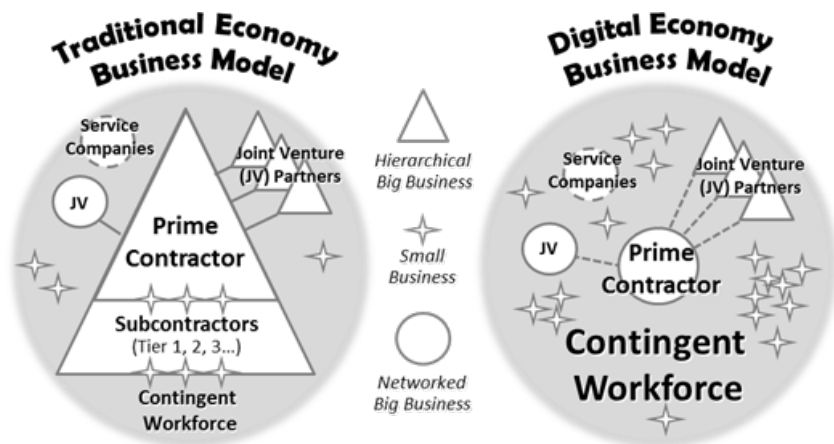 Traditional Economy
Business Model
Service
Companies
Joint Venture
(JV) Partners
JV
Prime
Contractor
Subcontractors
(Tier 1, 2, 3...)
Contingent
Workforce
Hierarchical
Big Business
Small
Business
Networked
Big Business
Digital Economy
Business Model
Service
Companies
Joint Venture
(JV) Partners
JV
Prime
Contractor
Contingent
Workforce